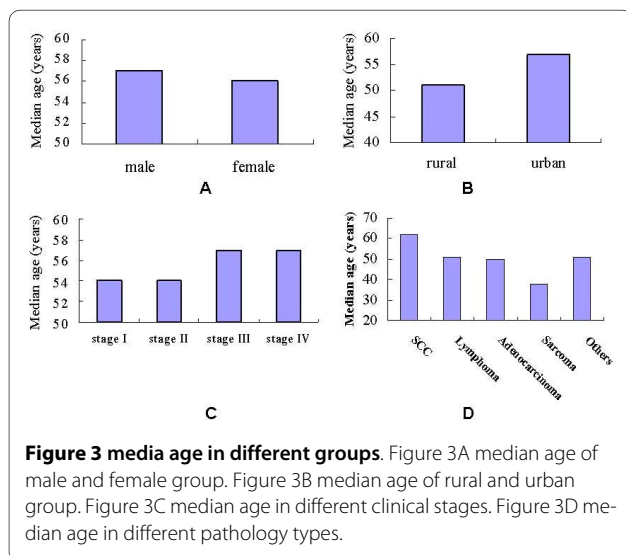 Median age (years)
60
58
56
54
52
50
male female
A
Median age (years)
60
55
50
45
40
rural urban
B
Median age (years)
60
58
56
54
52
50
stage I stage II stage III stage IV
C
Median age (years)
70
60
50
40
30
20
SCC Lymphoma Adenocarcinoma Sarcoma Others
D
Figure 3 media age in different groups. Figure 3A median age of
male and female group. Figure 3B median age of rural and urban
group. Figure 3C median age in different clinical stages. Figure 3D me-
dian age in different pathology types.